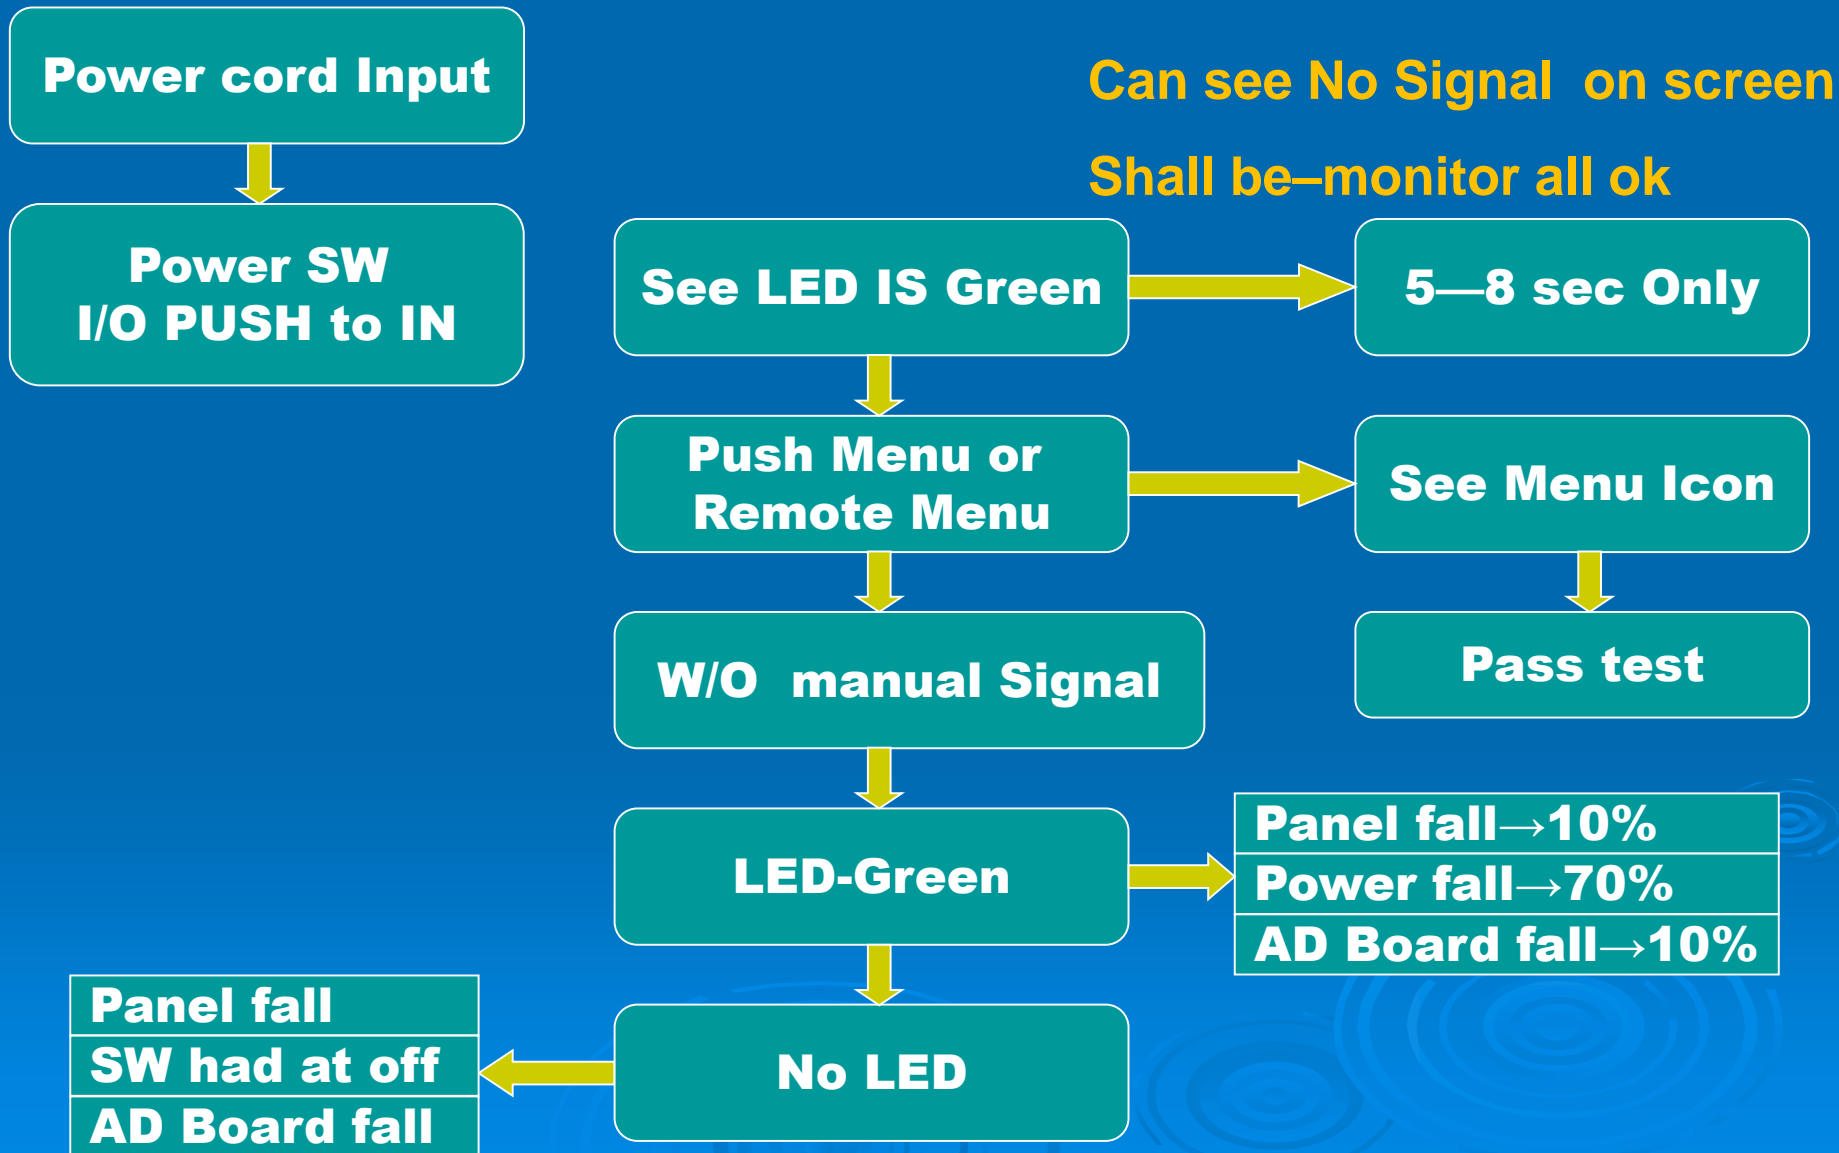 Power cord Input
Can see No Signal on screen
Shall be–monitor all ok
Power SW
I/O PUSH to IN
See LED IS Green
5—8 sec Only
Push Menu or
Remote Menu
See Menu Icon
W/O manual Signal
Pass test
LED-Green
Panel fall→10%
Power fall→70%
AD Board fall→10%
No LED
Panel fall
SW had at off
AD Board fall